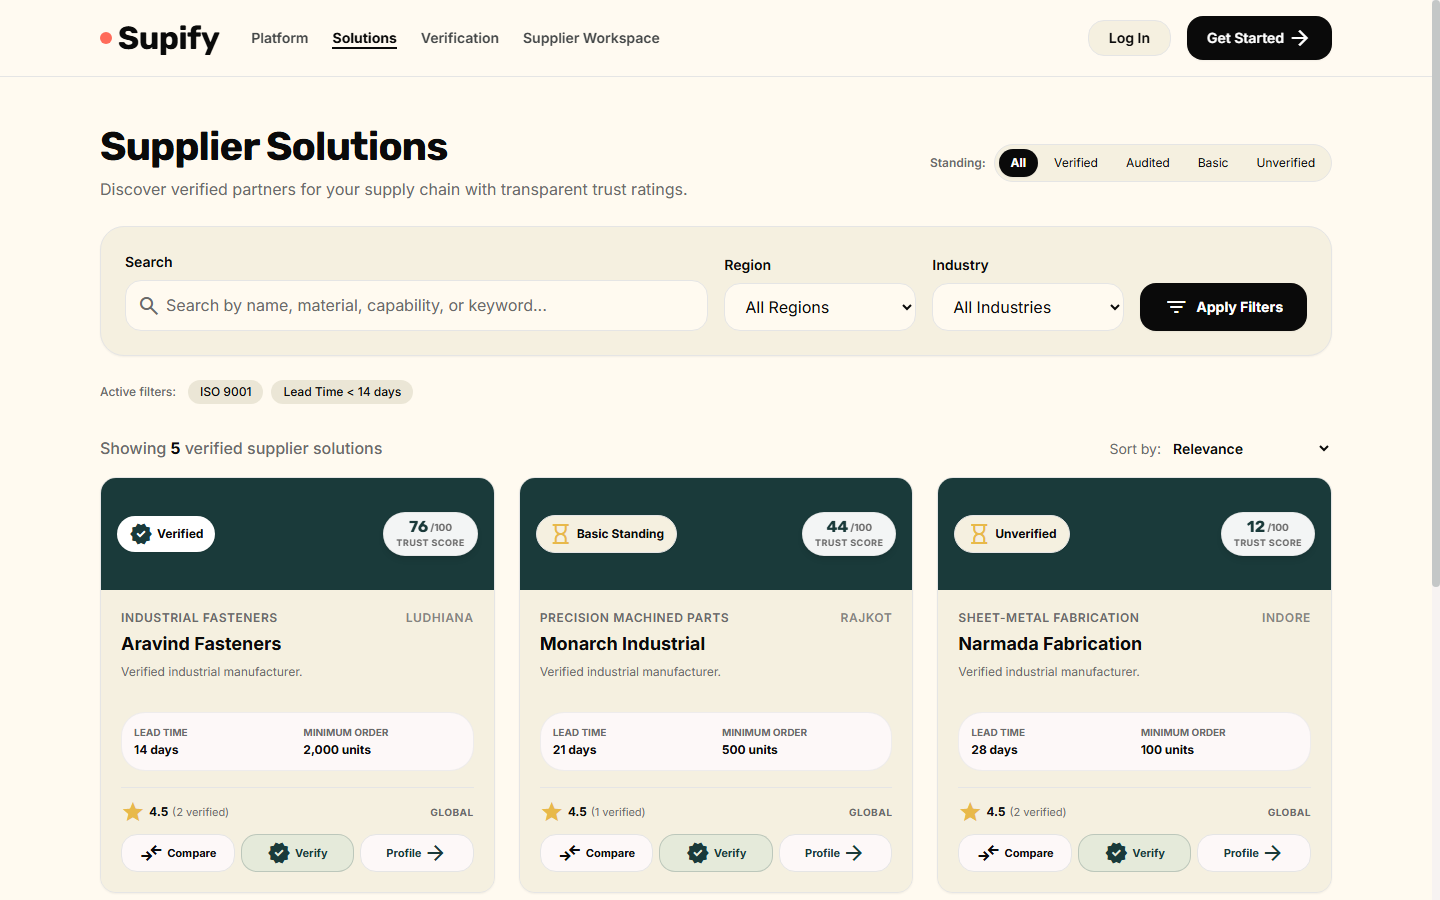 Supify
Platform
Solutions
Verification
Supplier Workspace
Log In
Get Started
Supplier Solutions
Discover verified partners for your supply chain with transparent trust ratings.
Standing:
All
Verified
Audited
Basic
Unverified
Search
Search by name, material, capability, or keyword...
Region
All Regions
Industry
All Industries
Apply Filters
Active filters:
ISO 9001
Lead Time < 14 days
Showing 5 verified supplier solutions
Sort by:
Relevance
Verified
76 /100
TRUST SCORE
INDUSTRIAL FASTENERS
LUDHIANA
Aravind Fasteners
Verified industrial manufacturer.
LEAD TIME
14 days
MINIMUM ORDER
2,000 units
4.5 (2 verified)
GLOBAL
Compare
Verify
Profile
Basic Standing
44 /100
TRUST SCORE
PRECISION MACHINED PARTS
RAJKOT
Monarch Industrial
Verified industrial manufacturer.
LEAD TIME
21 days
MINIMUM ORDER
500 units
4.5 (1 verified)
GLOBAL
Compare
Verify
Profile
Unverified
12 /100
TRUST SCORE
SHEET-METAL FABRICATION
INDORE
Narmada Fabrication
Verified industrial manufacturer.
LEAD TIME
28 days
MINIMUM ORDER
100 units
4.5 (2 verified)
GLOBAL
Compare
Verify
Profile